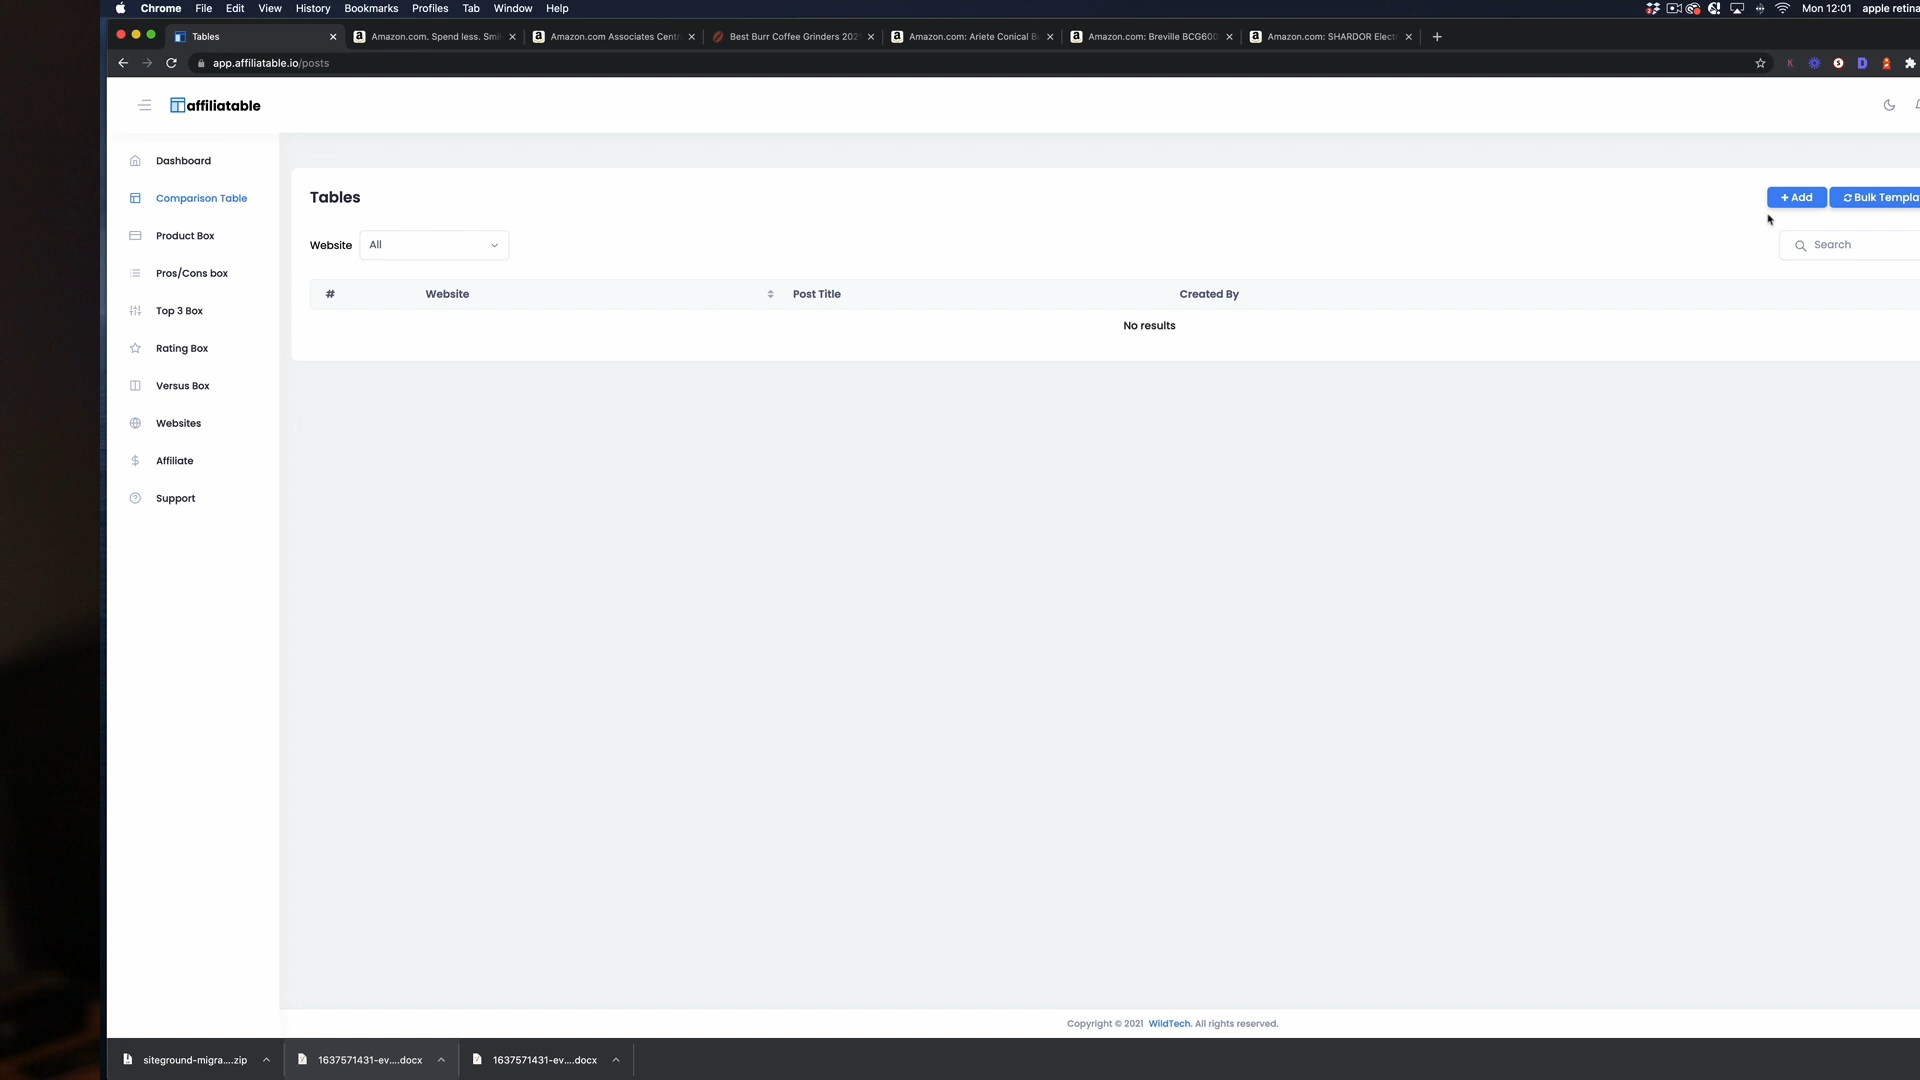 Chrome File Edit View History Bookmarks Profiles Tab Window Help
Mon 12:01 apple retina
Tables
Amazon.com. Spend less. Smi
Amazon.com Associates Cent
Best Burr Coffee Grinders 202
Amazon.com: Ariete Conical B
Amazon.com: Breville BCG600
Amazon.com: SHARDOR Elect
app.affiliatable.io/posts
affiliatable
Dashboard
Comparison Table
Product Box
Pros/Cons box
Top 3 Box
Rating Box
Versus Box
Websites
Affiliate
Support
Tables
+ Add
Bulk Templa
Website All
Search
# Website Post Title Created By
No results
Copyright © 2021 WildTech. All rights reserved.
siteground-migra....zip
1637571431-ev....docx
1637571431-ev....docx